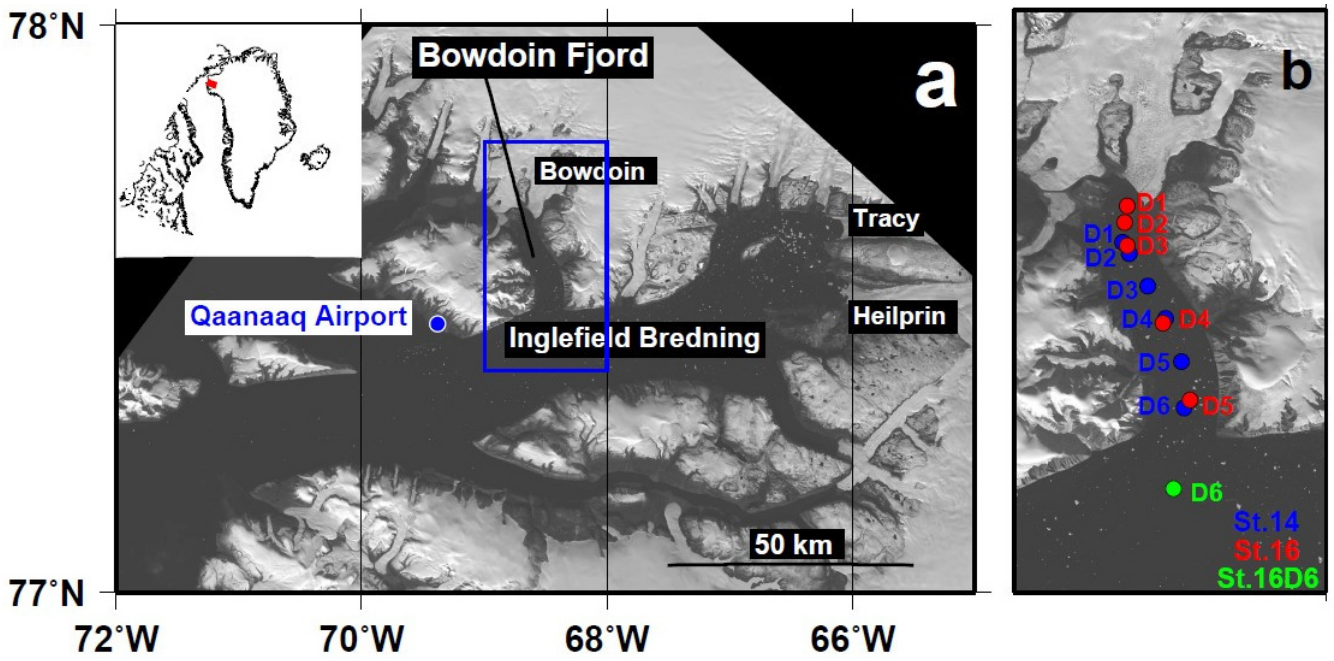 78°N
Bowdoin Fjord
a
Bowdoin
Tracy
Qaanaaq Airport
Heilprin
Inglefield Bredning
50 km
77°N
72°W
70°W
68°W
66°W
b
D1
D2
D1
D3
D2
D3
D4
D4
D5
D6
D5
D6
St.14
St.16
St.16D6